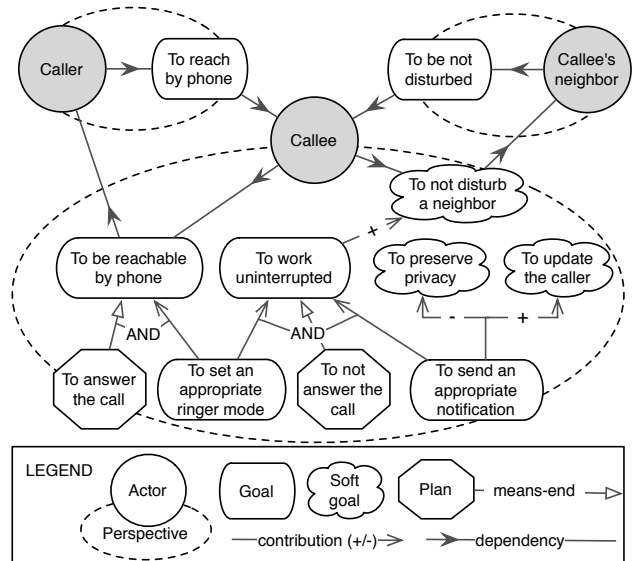 Caller
To reach
by phone
To be not
disturbed
Callee's
neighbor
Callee
To not disturb
a neighbor
+
To be reachable
by phone
To work
uninterrupted
To preserve
privacy
To update
the caller
- +
AND
AND
To answer
the call
To set an
appropriate
ringer mode
To not
answer the
call
To send an
appropriate
notification
LEGEND
Actor
Perspective
Goal
Soft
goal
Plan
means-end
contribution (+/-)
dependency